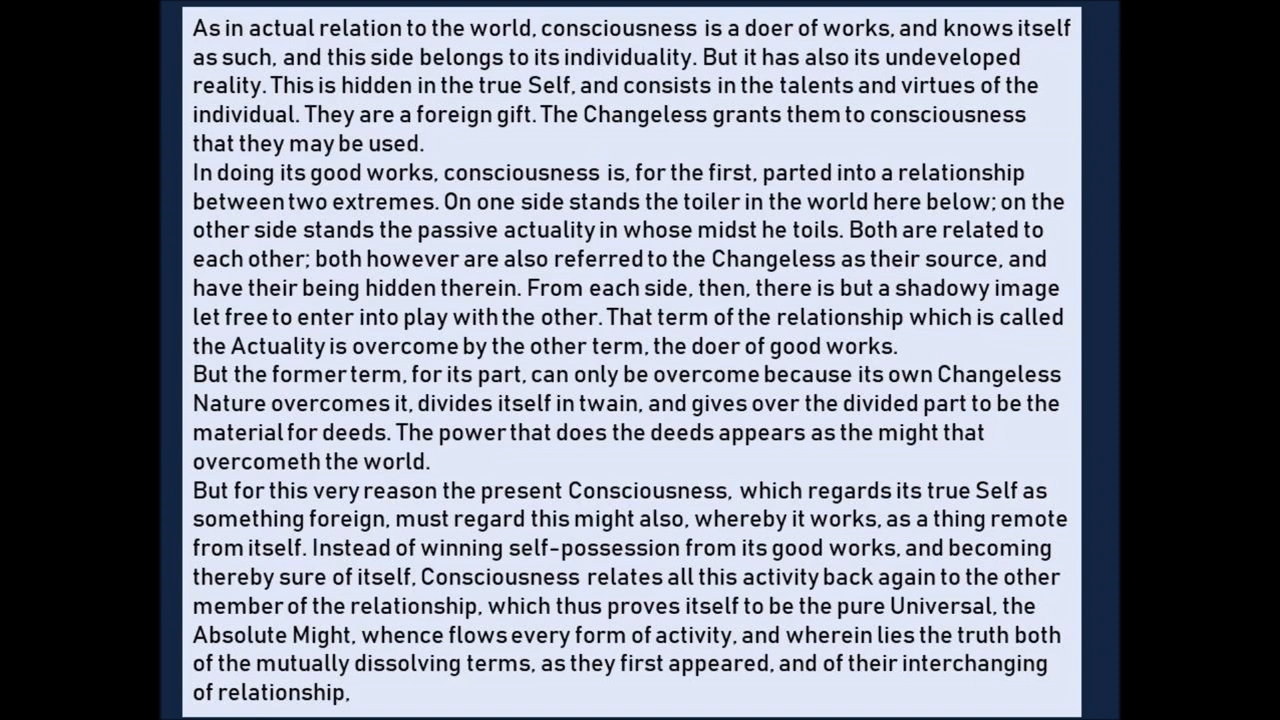 As in actual relation to the world, consciousness is a doer of works, and knows itself
as such, and this side belongs to its individuality. But it has also its undeveloped
reality. This is hidden in the true Self, and consists in the talents and virtues of the
individual. They are a foreign gift. The Changeless grants them to consciousness
that they may be used.
In doing its good works, consciousness is, for the first, parted into a relationship
between two extremes. On one side stands the toiler in the world here below; on the
other side stands the passive actuality in whose midst he toils. Both are related to
each other; both however are also referred to the Changeless as their source, and
have their being hidden therein. From each side, then, there is but a shadowy image
let free to enter into play with the other. That term of the relationship which is called
the Actuality is overcome by the other term, the doer of good works.
But the former term, for its part, can only be overcome because its own Changeless
Nature overcomes it, divides itself in twain, and gives over the divided part to be the
material for deeds. The power that does the deeds appears as the might that
overcometh the world.
But for this very reason the present Consciousness, which regards its true Self as
something foreign, must regard this might also, whereby it works, as a thing remote
from itself. Instead of winning self-possession from its good works, and becoming
thereby sure of itself, Consciousness relates all this activity back again to the other
member of the relationship, which thus proves itself to be the pure Universal, the
Absolute Might, whence flows every form of activity, and wherein lies the truth both
of the mutually dissolving terms, as they first appeared, and of their interchanging
of relationship,